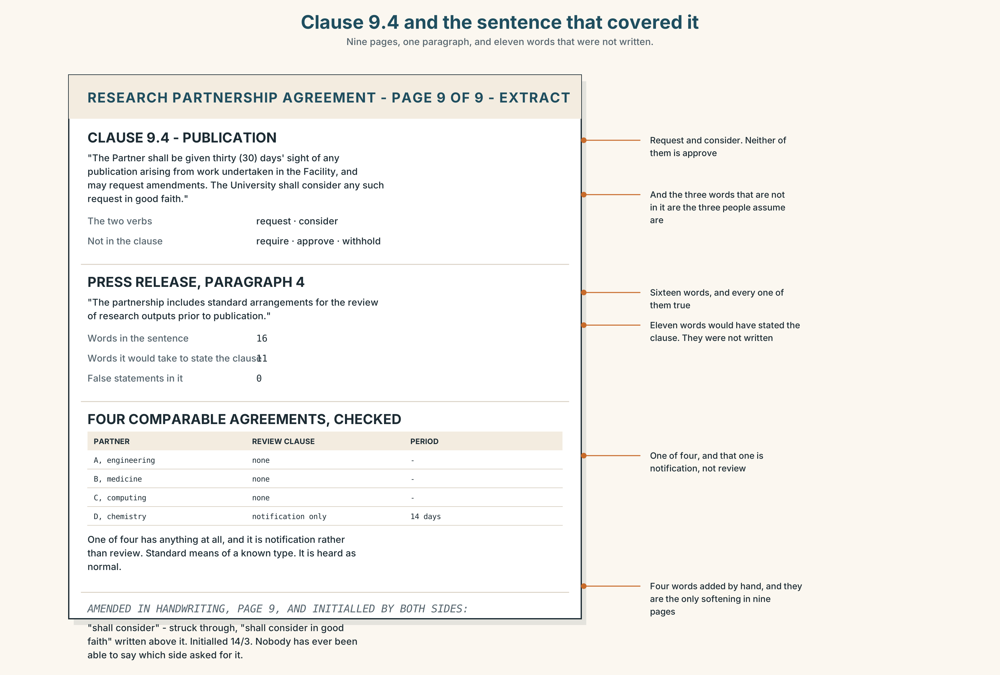 Clause 9.4 and the sentence that covered it
Nine pages, one paragraph, and eleven words that were not written.
RESEARCH PARTNERSHIP AGREEMENT - PAGE 9 OF 9 - EXTRACT
CLAUSE 9.4 - PUBLICATION
"The Partner shall be given thirty (30) days' sight of any
publication arising from work undertaken in the Facility, and
may request amendments. The University shall consider any such
request in good faith."
The two verbs request · consider
Not in the clause require · approve · withhold
Request and consider. Neither of
them is approve
And the three words that are not
in it are the three people assume
are
PRESS RELEASE, PARAGRAPH 4
"The partnership includes standard arrangements for the review
of research outputs prior to publication."
Words in the sentence 16
Words it would take to state the clause 11
False statements in it 0
Sixteen words, and every one of
them true
Eleven words would have stated the
clause. They were not written
FOUR COMPARABLE AGREEMENTS, CHECKED
PARTNER REVIEW CLAUSE PERIOD
A, engineering none -
B, medicine none -
C, computing none -
D, chemistry notification only 14 days
One of four has anything at all, and it is notification rather
than review. Standard means of a known type. It is heard as
normal.
One of four, and that one is
notification, not review
AMENDED IN HANDWRITING, PAGE 9, AND INITIALLED BY BOTH SIDES:
"shall consider" - struck through, "shall consider in good
faith" written above it. Initialled 14/3. Nobody has ever been
able to say which side asked for it.
Four words added by hand, and they
are the only softening in nine
pages